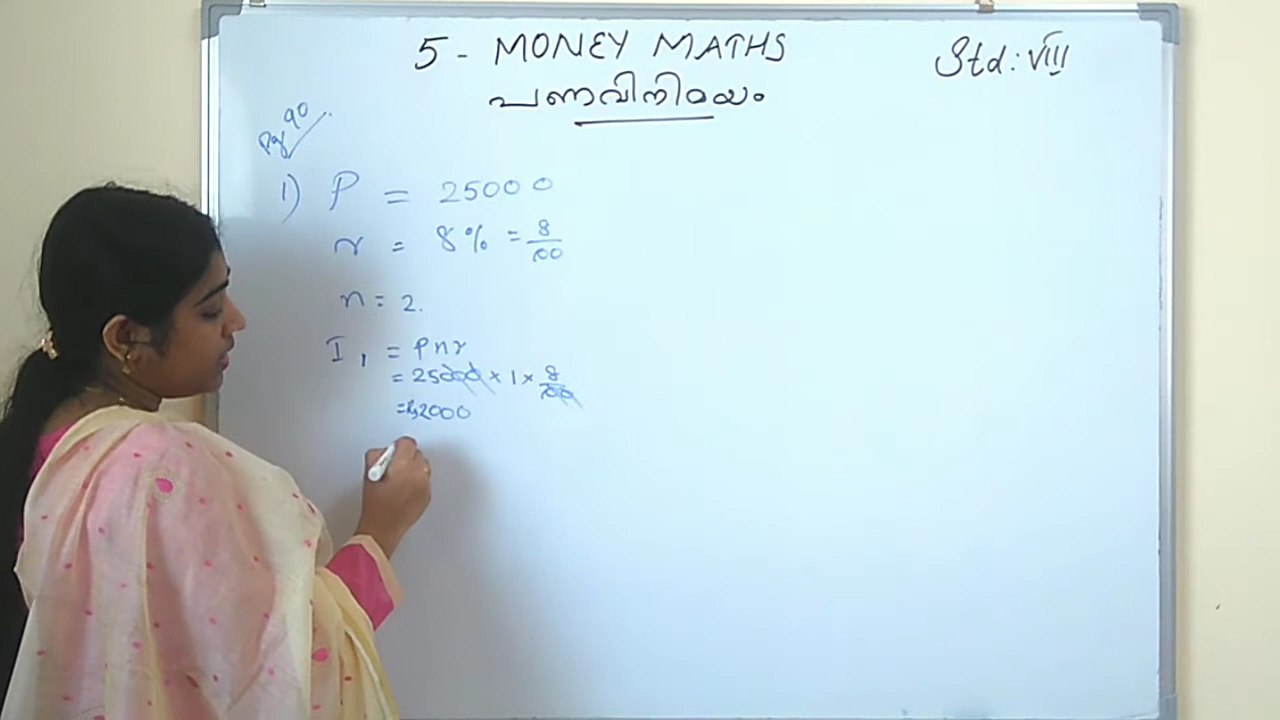 5 - MONEY MATHS
Std: VIII
പണവിനിമയം
Pg 90
1) P = 25000
r = 8% = 8/100
n = 2.
I₁ = Pnr
= 25000 × 1 × 8/100
= ₹2000